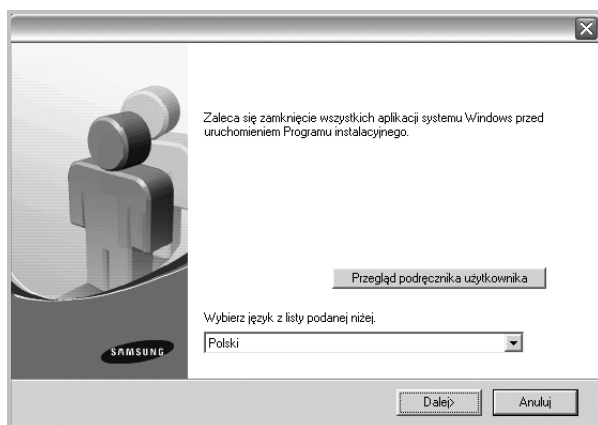 Zaleca się zamknięcie wszystkich aplikacji systemu Windows przed
uruchomieniem Programu instalacyjnego.
Przegląd podręcznika użytkownika
Wybierz język z listy podanej niżej.
Polski
SAMSUNG
Dalej>
Anuluj